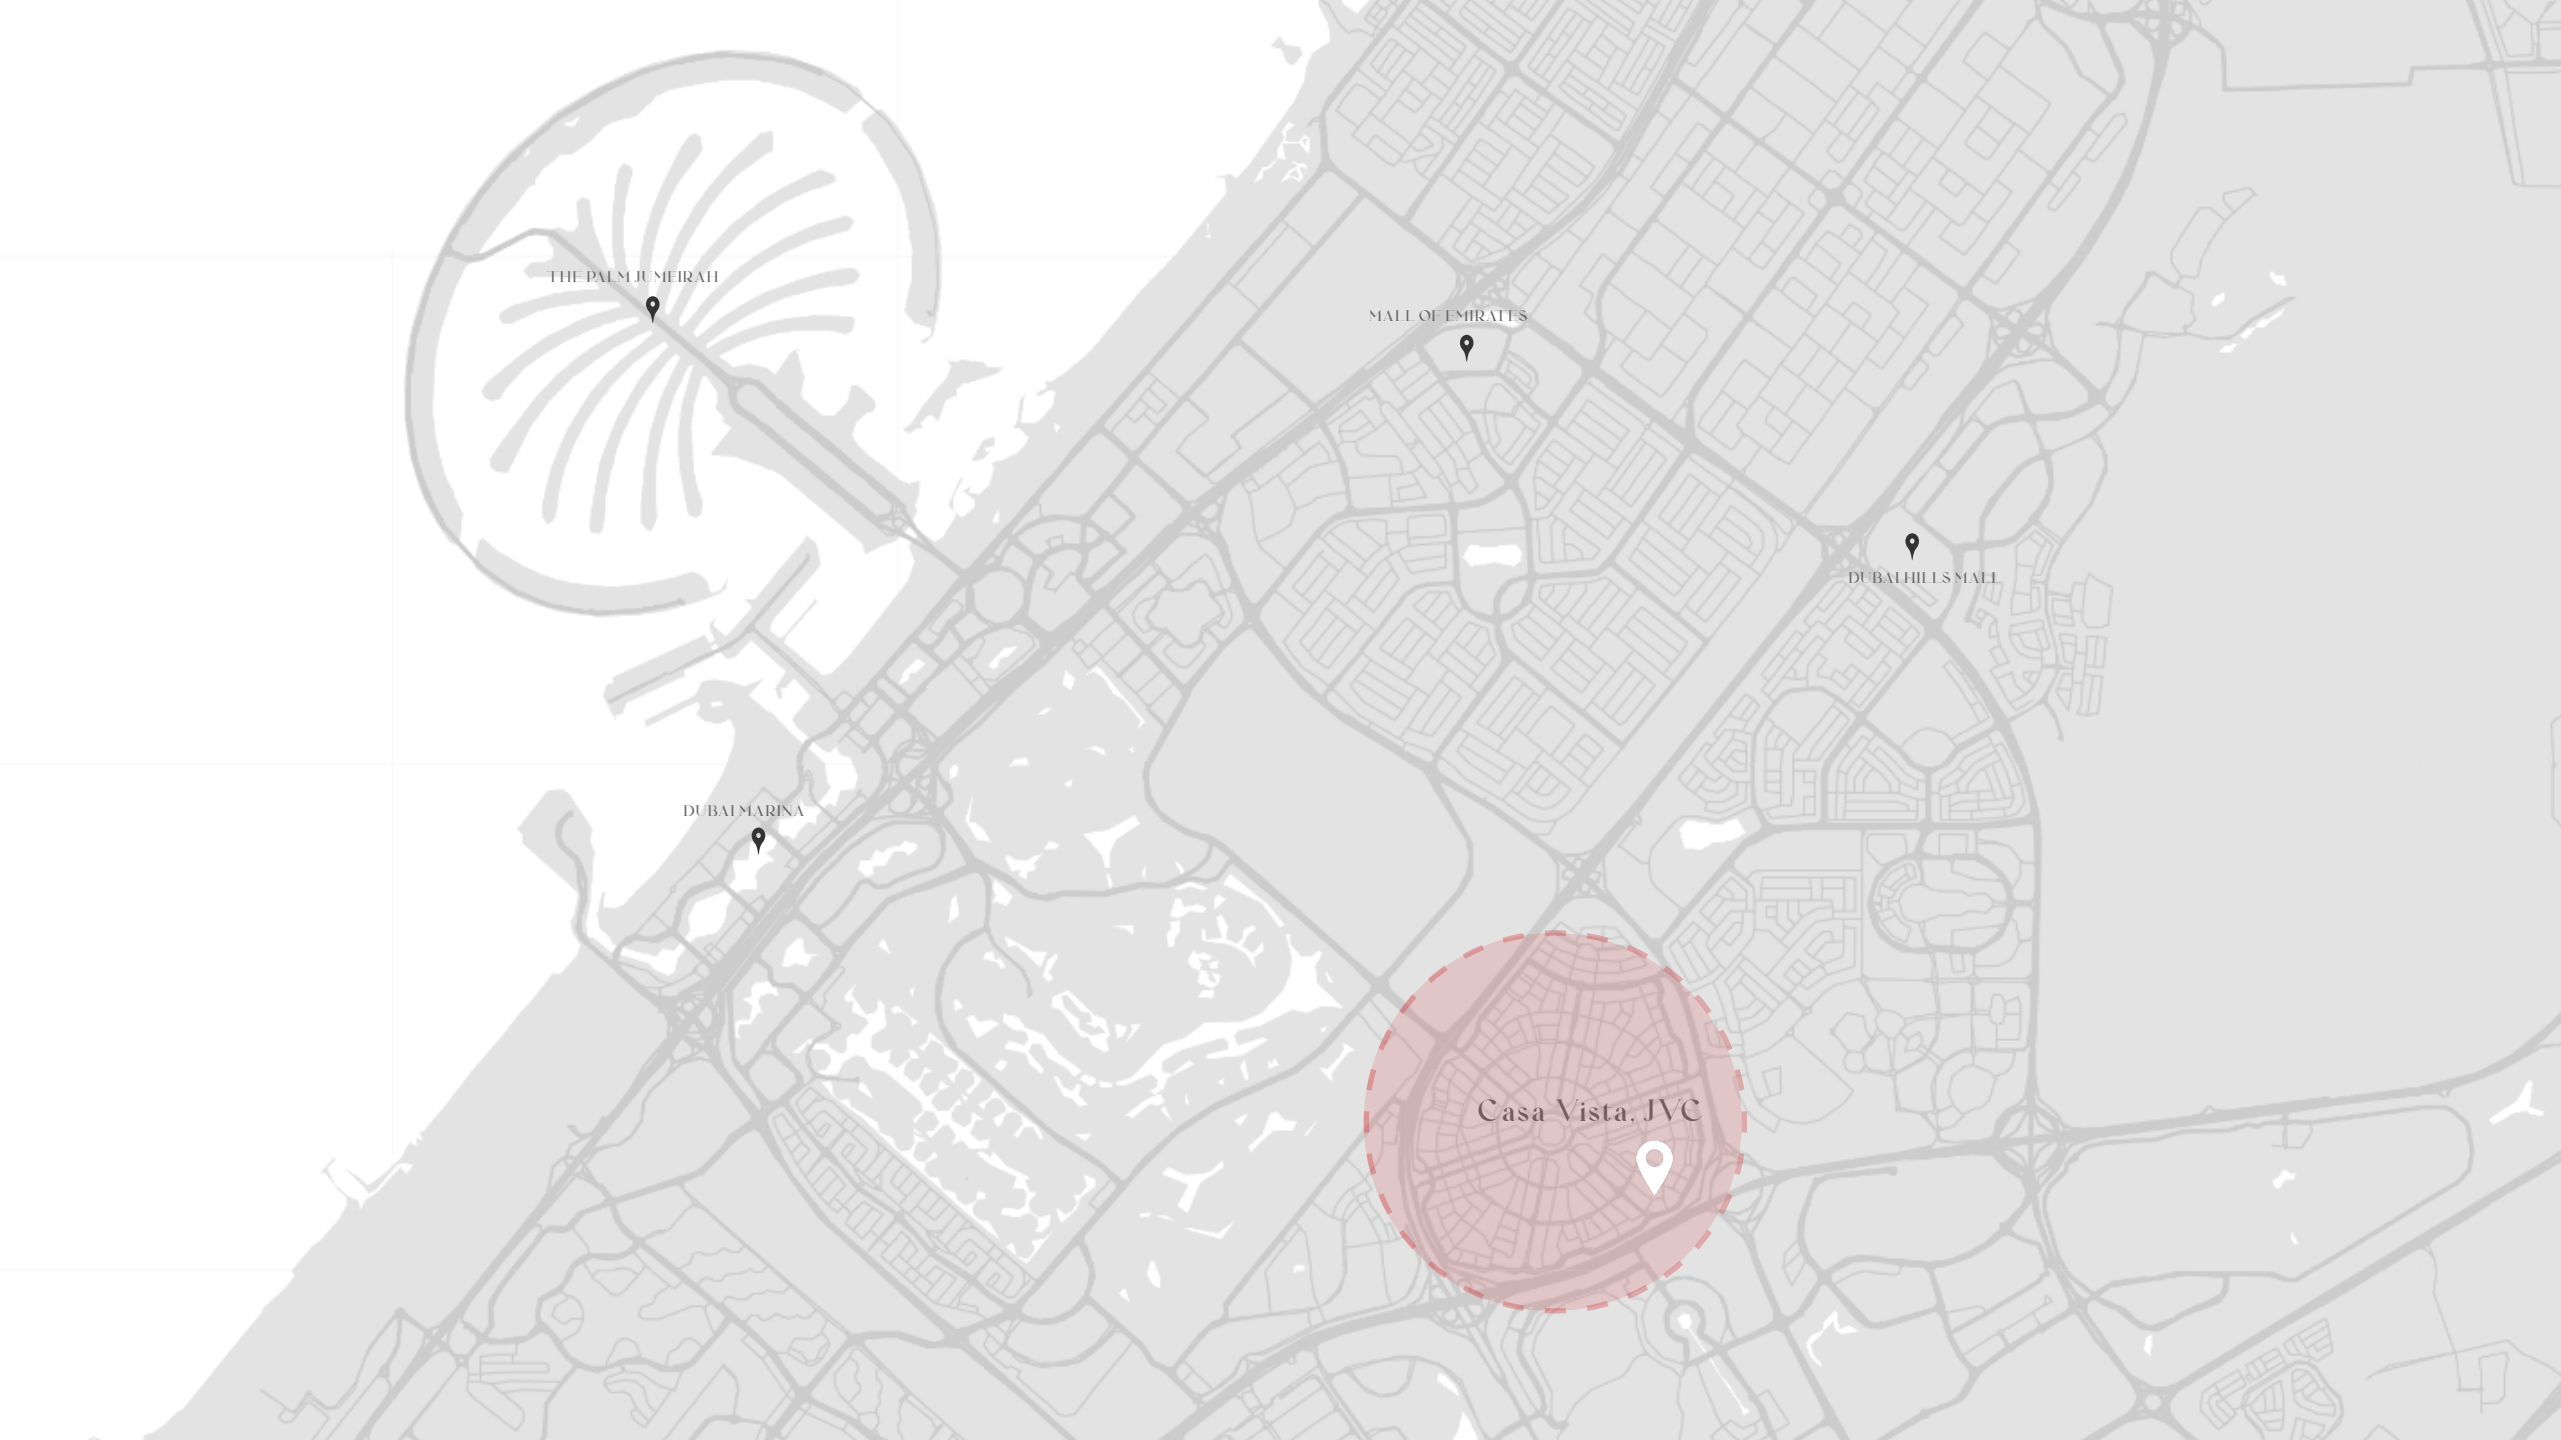 THE PALM JUMEIRAH
MALL OF EMIRATES
DUBAI HILLS MALL
DUBAI MARINA
Casa Vista, JVC